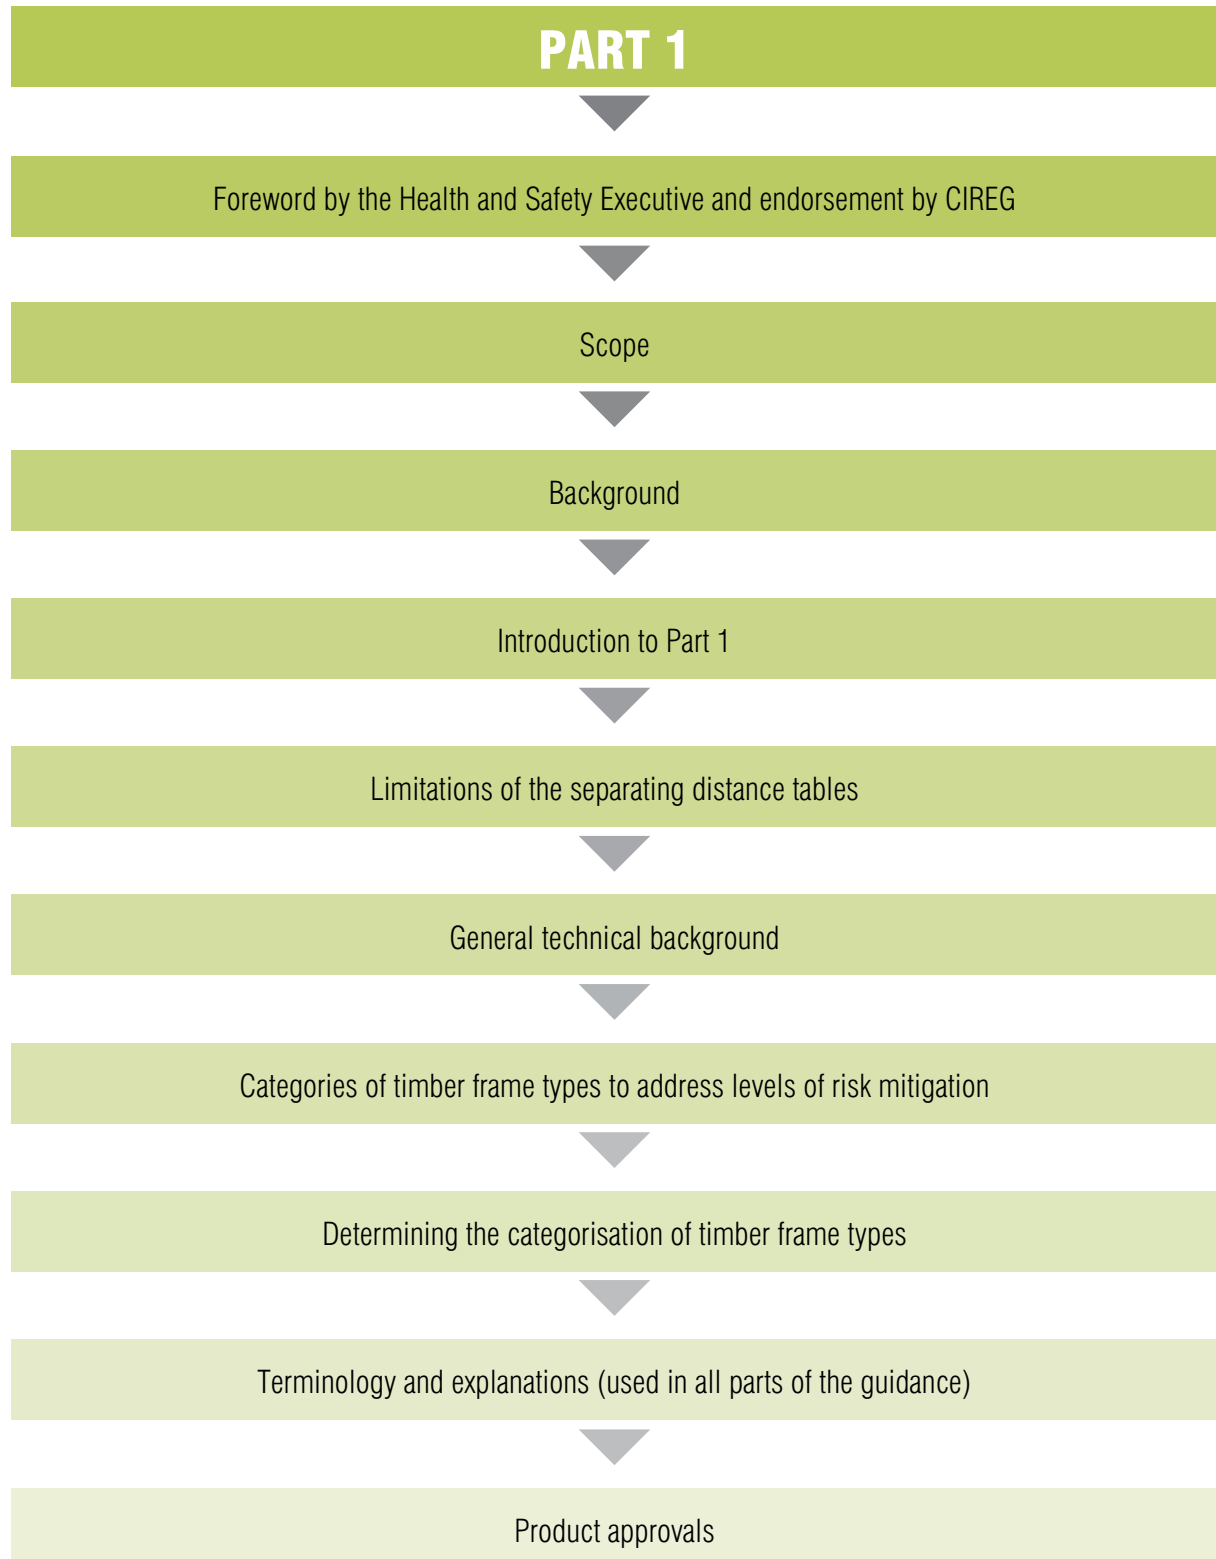 PART 1
Foreword by the Health and Safety Executive and endorsement by CIREG
Scope
Background
Introduction to Part 1
Limitations of the separating distance tables
General technical background
Categories of timber frame types to address levels of risk mitigation
Determining the categorisation of timber frame types
Terminology and explanations (used in all parts of the guidance)
Product approvals